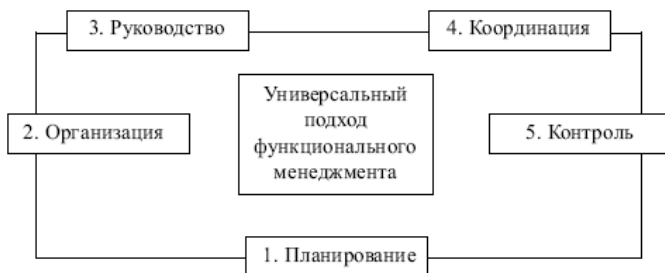 3. Руководство
4. Координация
Универсальный
подход
функционального
менеджмента
2. Организация
5. Контроль
1. Планирование